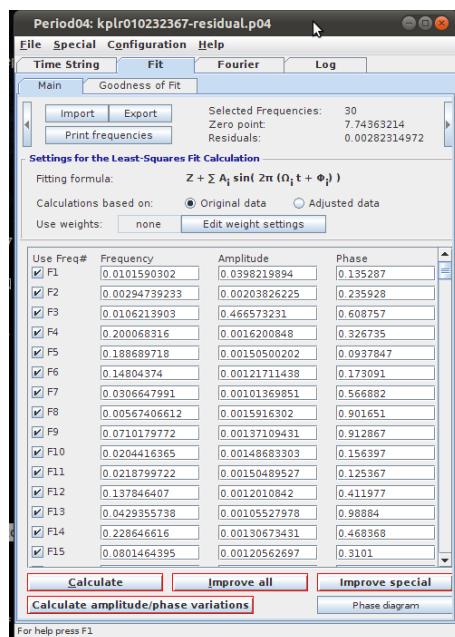 Period04: kplr010232367-residual.p04
File Special Configuration Help
Time String Fit Fourier Log
Main Goodness of Fit
Import Export Selected Frequencies: 30
Zero point: 7.74363214
Print frequencies Residuals: 0.00282314972
Settings for the Least-Squares Fit Calculation
Fitting formula: Z + ∑ Ai sin( 2π (Ωi t + Φi) )
Calculations based on: Original data Adjusted data
Use weights: none Edit weight settings
Use Freq# Frequency Amplitude Phase
F1 0.0101590302 0.0398219894 0.135287
F2 0.00294739233 0.00203826225 0.235928
F3 0.0106213903 0.466573231 0.608757
F4 0.200068316 0.0016200848 0.326735
F5 0.188689718 0.00150500202 0.0937847
F6 0.14804374 0.00121711438 0.173091
F7 0.0306647991 0.00101369851 0.566882
F8 0.00567406612 0.0015916302 0.901651
F9 0.0710179772 0.00137109431 0.912867
F10 0.0204416365 0.00148683303 0.156397
F11 0.0218799722 0.00150489527 0.125367
F12 0.137846407 0.0012010842 0.411977
F13 0.0429355738 0.00105527978 0.98884
F14 0.228646616 0.00130673431 0.468368
F15 0.0801464395 0.00120562697 0.3101
Calculate Improve all Improve special
Calculate amplitude/phase variations Phase diagram
For help press F1